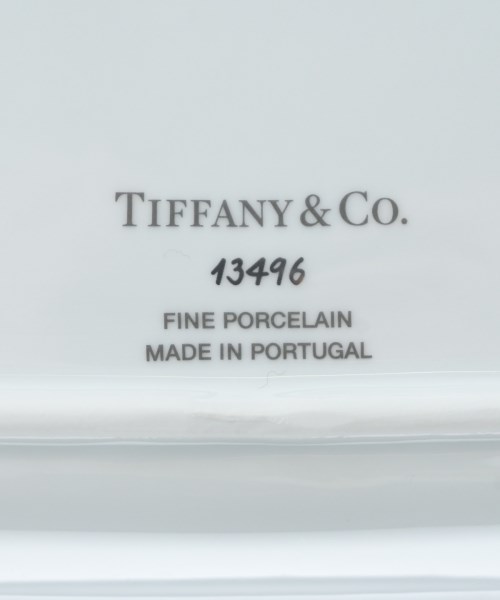 TIFFANY & CO.
13496
FINE PORCELAIN
MADE IN PORTUGAL